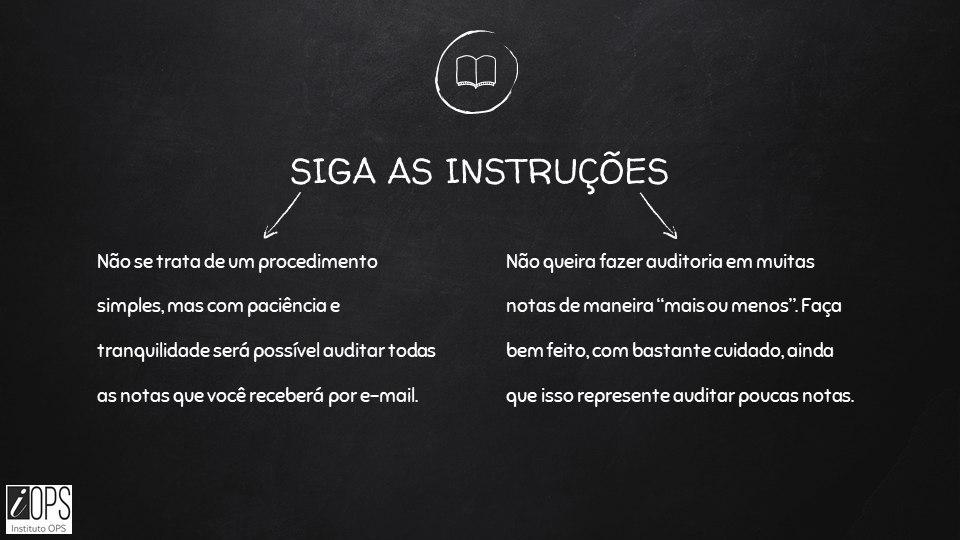 SIGA AS INSTRUÇÕES
Não se trata de um procedimento
simples, mas com paciência e
tranquilidade será possível auditar todas
as notas que você receberá por e-mail.
Não queira fazer auditoria em muitas
notas de maneira “mais ou menos”. Faça
bem feito, com bastante cuidado, ainda
que isso represente auditar poucas notas.
iOPS
Instituto OPS